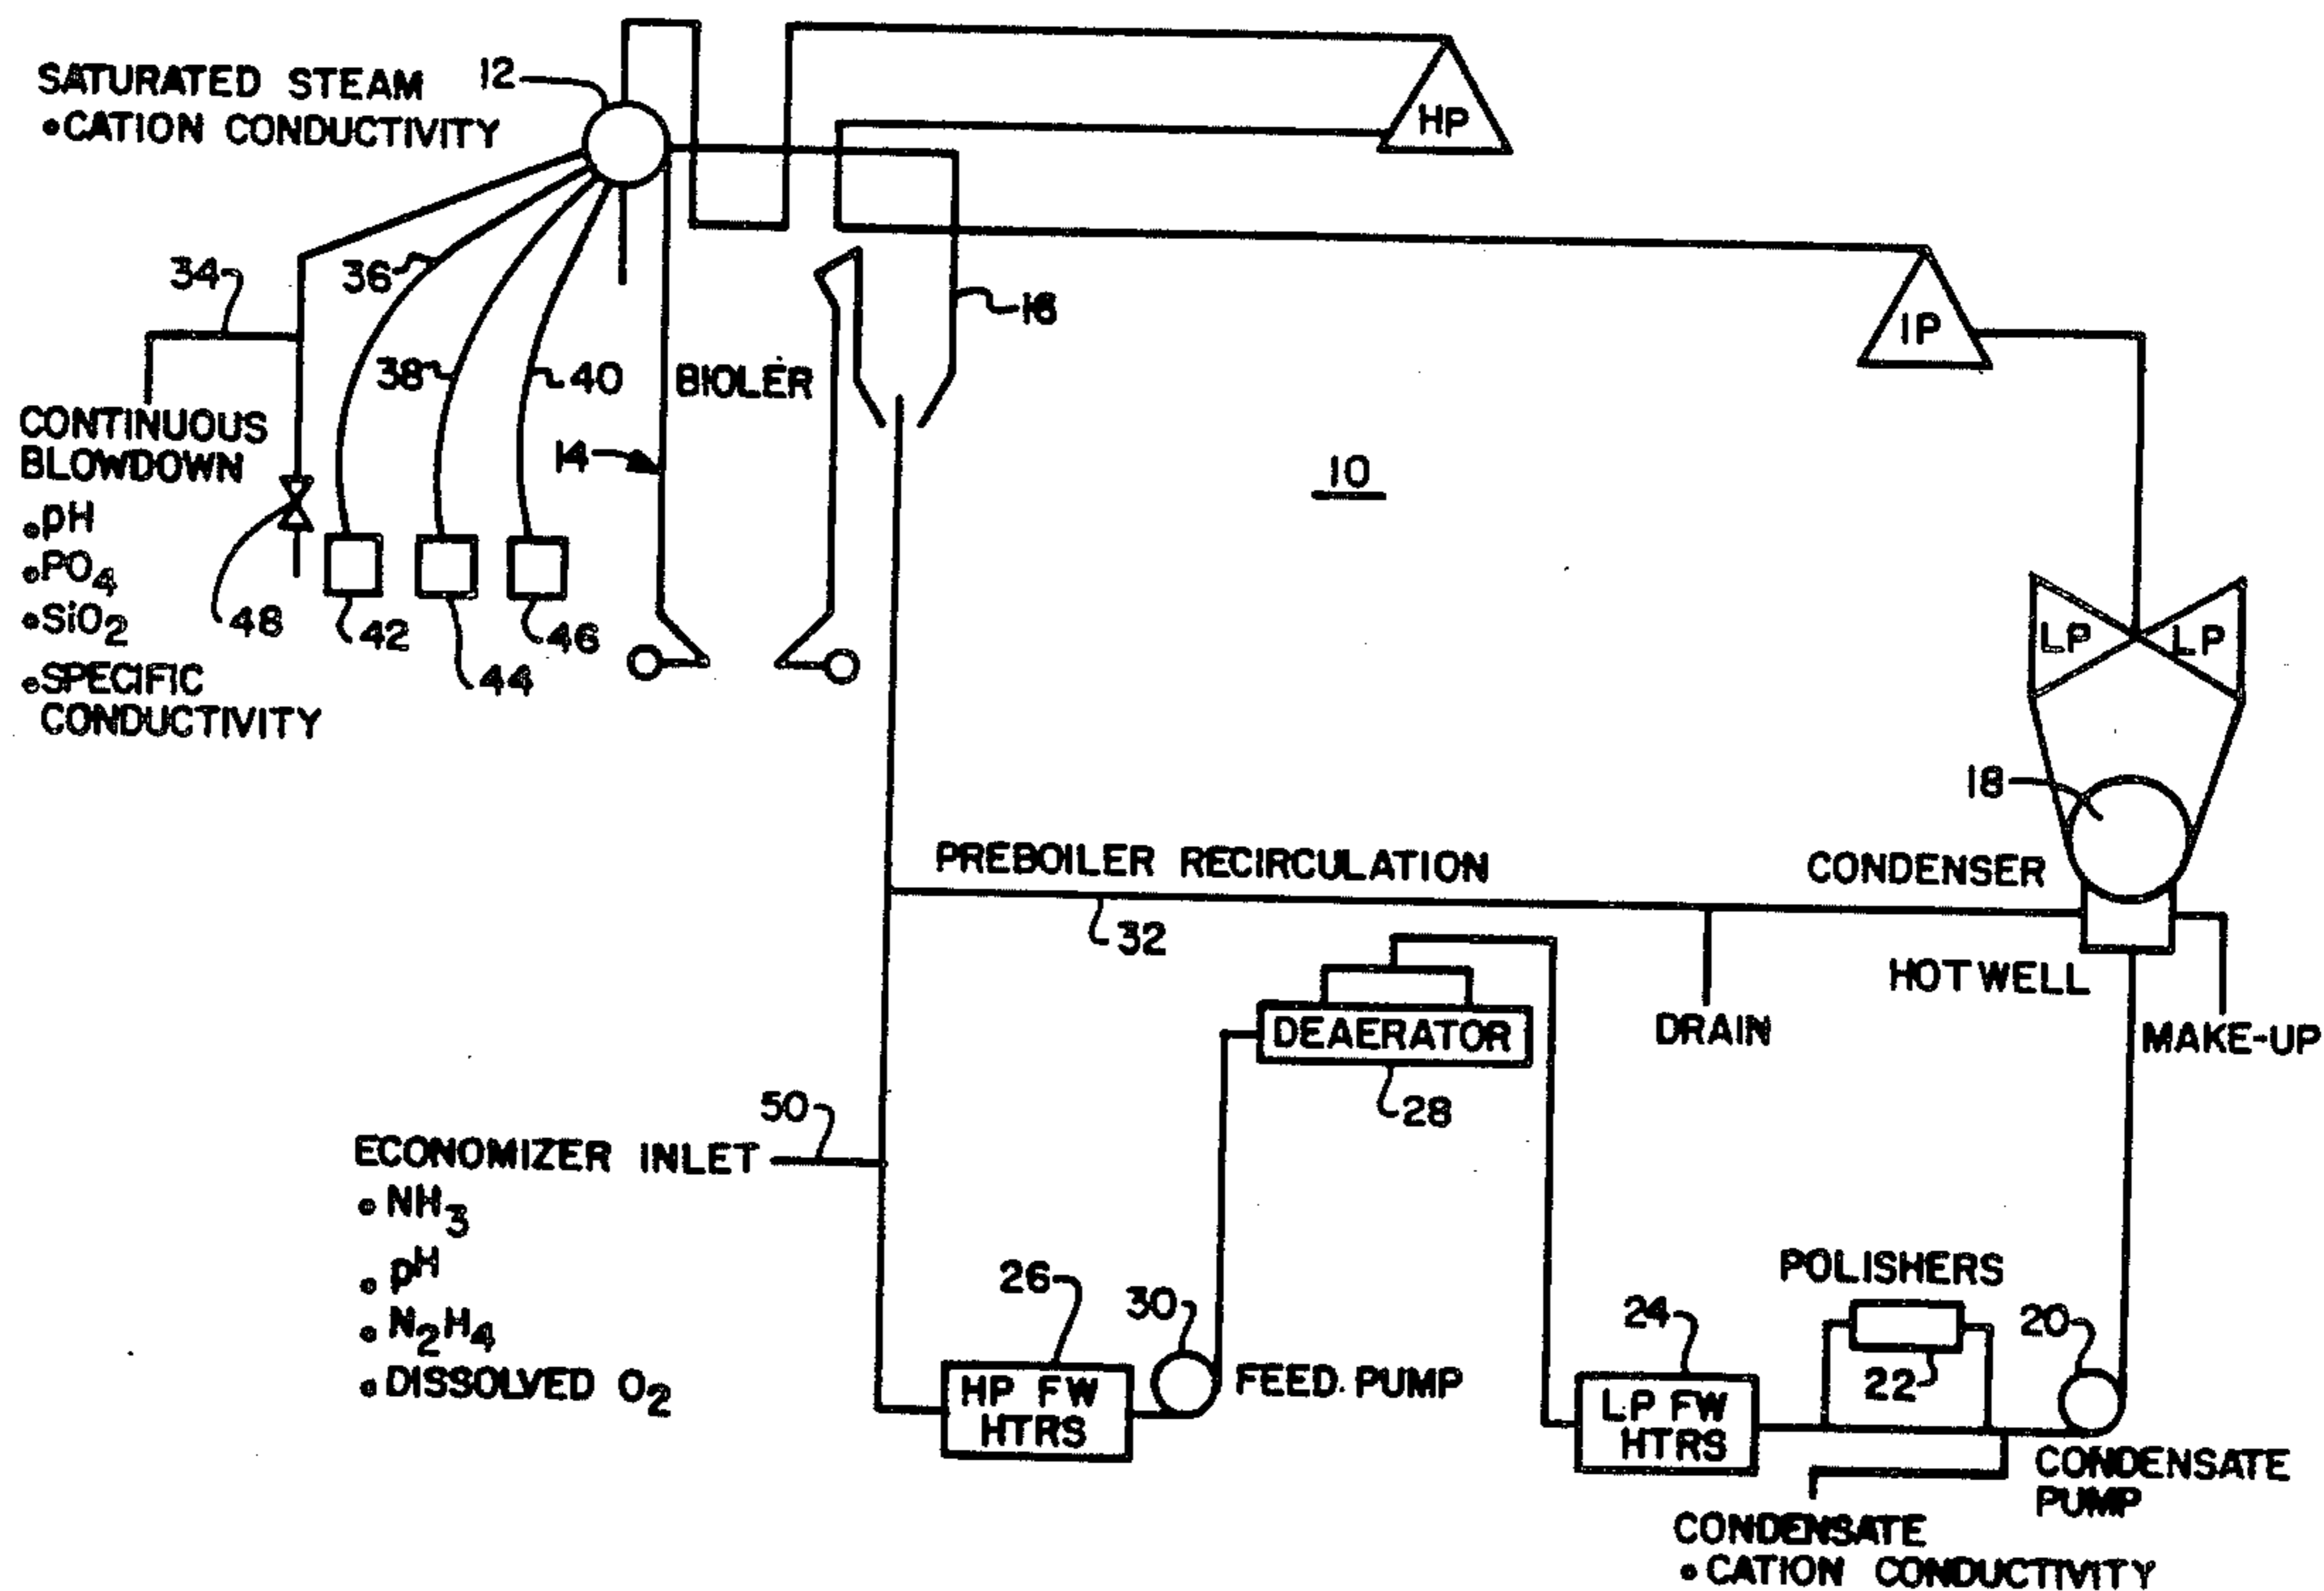 SATURATED STEAM
•CATION CONDUCTIVITY
12
HP
34
36
38
40
BIOLER
16
IP
CONTINUOUS
BLOWDOWN
•pH
•PO4
•SiO2
•SPECIFIC
CONDUCTIVITY
14
10
48
42
44
46
LP
LP
18
PREBOILER RECIRCULATION
CONDENSER
32
HOT WELL
DEAERATOR
DRAIN
MAKE-UP
28
50
ECONOMIZER INLET
• NH3
• pH
• N2H4
• DISSOLVED O2
26
30
HP FW
HTRS
FEED. PUMP
POLISHERS
24
22
20
LP FW
HTRS
CONDENSATE
PUMP
CONDENSATE
• CATION CONDUCTIVITY